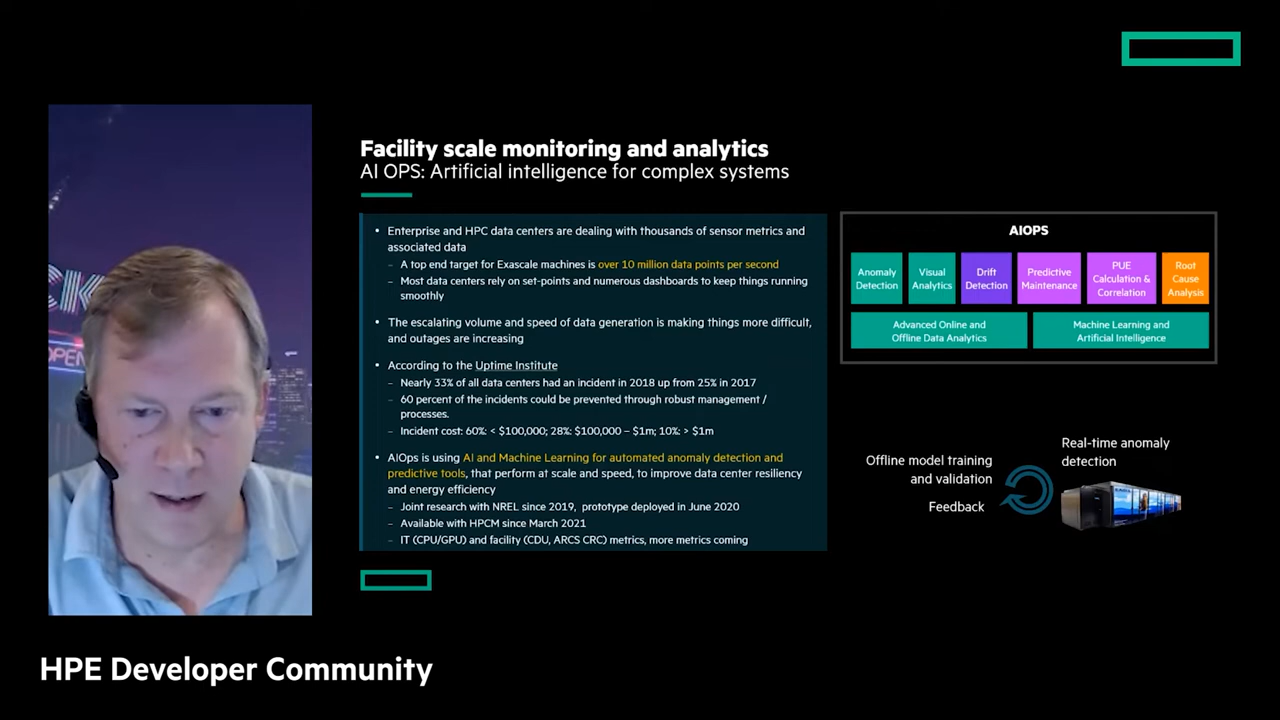 Facility scale monitoring and analytics
AI OPS: Artificial intelligence for complex systems
• Enterprise and HPC data centers are dealing with thousands of sensor metrics and
associated data
– A top end target for Exascale machines is over 10 million data points per second
– Most data centers rely on set-points and numerous dashboards to keep things running
smoothly
• The escalating volume and speed of data generation is making things more difficult,
and outages are increasing
• According to the Uptime Institute
– Nearly 33% of all data centers had an incident in 2018 up from 25% in 2017
– 60 percent of the incidents could be prevented through robust management /
processes.
– Incident cost: 60%: < $100,000; 28%: $100,000 – $1m; 10%: > $1m
• AIOps is using AI and Machine Learning for automated anomaly detection and
predictive tools, that perform at scale and speed, to improve data center resiliency
and energy efficiency
– Joint research with NREL since 2019, prototype deployed in June 2020
– Available with HPCM since March 2021
– IT (CPU/GPU) and facility (CDU, ARCS CRC) metrics, more metrics coming
AIOPS
Anomaly
Detection
Visual
Analytics
Drift
Detection
Predictive
Maintenance
PUE
Calculation &
Correlation
Root
Cause
Analysis
Advanced Online and
Offline Data Analytics
Machine Learning and
Artificial Intelligence
Real-time anomaly
detection
Offline model training
and validation
Feedback
CK
OPEN
HPE Developer Community